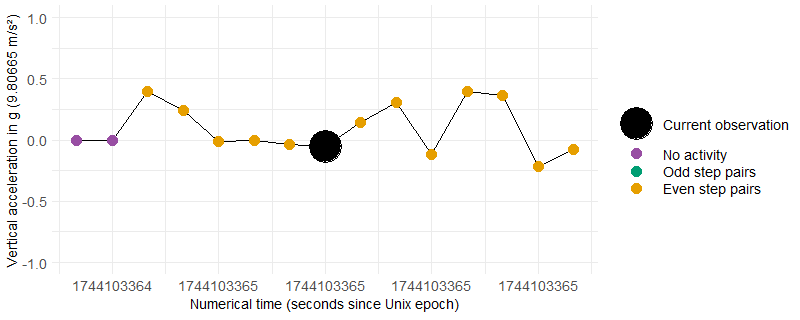 Vertical acceleration in g (9.80665 m/s²)
1.0
0.5
0.0
-0.5
-1.0
1744103364 1744103365 1744103365 1744103365 1744103365
Numerical time (seconds since Unix epoch)
Current observation
No activity
Odd step pairs
Even step pairs